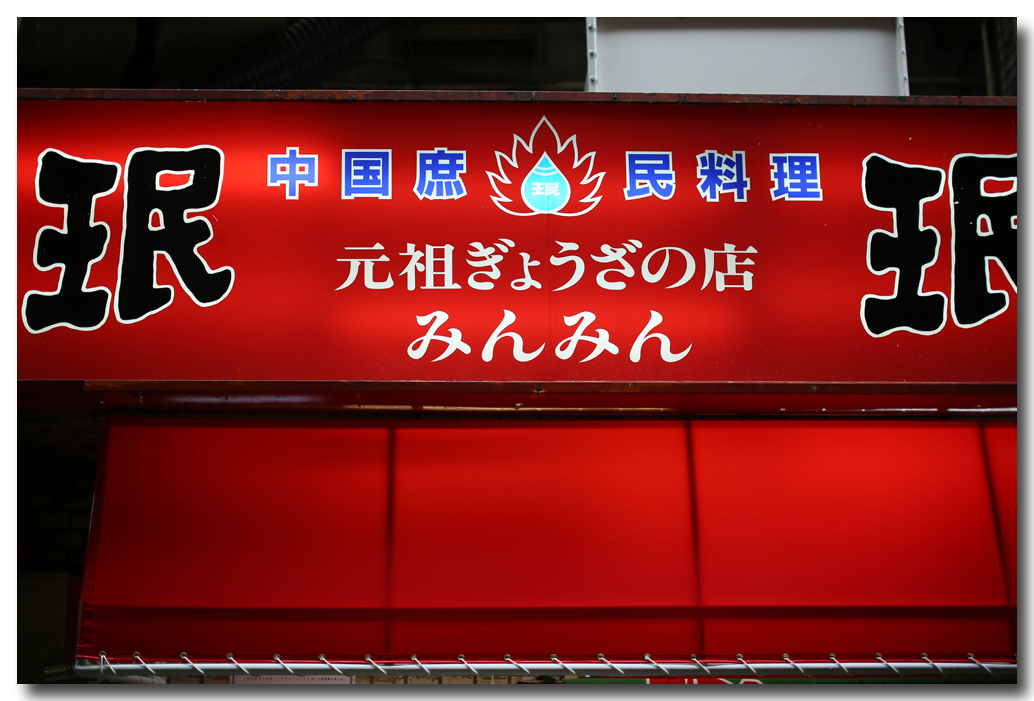 珉
中国庶民料理
珉
元祖ぎょうざの店
みんみん
珉